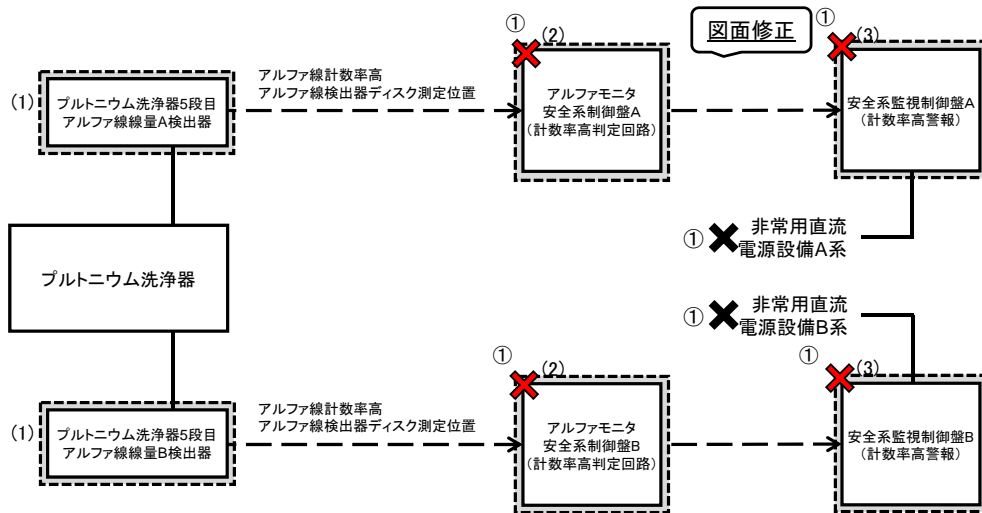 図面修正
①
(2)
①
(3)
(1)
プルトニウム洗浄器5段目
アルファ線線量A検出器
アルファ線計数率高
アルファ線検出器ディスク測定位置
アルファモニタ
安全系制御盤A
(計数率高判定回路)
安全系監視制御盤A
(計数率高警報)
①
非常用直流
電源設備A系
プルトニウム洗浄器
①
非常用直流
電源設備B系
①
(2)
①
(3)
(1)
プルトニウム洗浄器5段目
アルファ線線量B検出器
アルファ線計数率高
アルファ線検出器ディスク測定位置
アルファモニタ
安全系制御盤B
(計数率高判定回路)
安全系監視制御盤B
(計数率高警報)